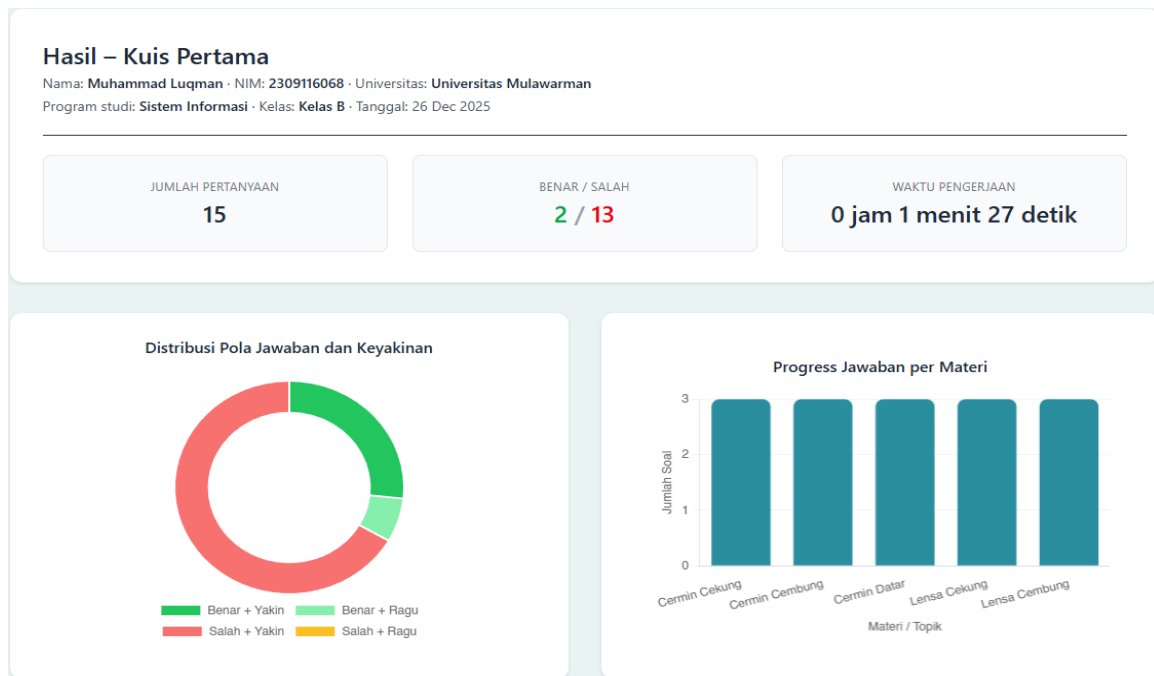 Hasil – Kuis Pertama
Nama: Muhammad Luqman · NIM: 2309116068 · Universitas: Universitas Mulawarman
Program studi: Sistem Informasi · Kelas: Kelas B · Tanggal: 26 Dec 2025
JUMLAH PERTANYAAN
15
BENAR / SALAH
2 / 13
WAKTU PENGERJAAN
0 jam 1 menit 27 detik
Distribusi Pola Jawaban dan Keyakinan
Benar + Yakin
Benar + Ragu
Salah + Yakin
Salah + Ragu
Progress Jawaban per Materi
3
2
1
0
Jumlah Soal
Cermin Cekung
Cermin Cembung
Cermin Datar
Lensa Cekung
Lensa Cembung
Materi / Topik